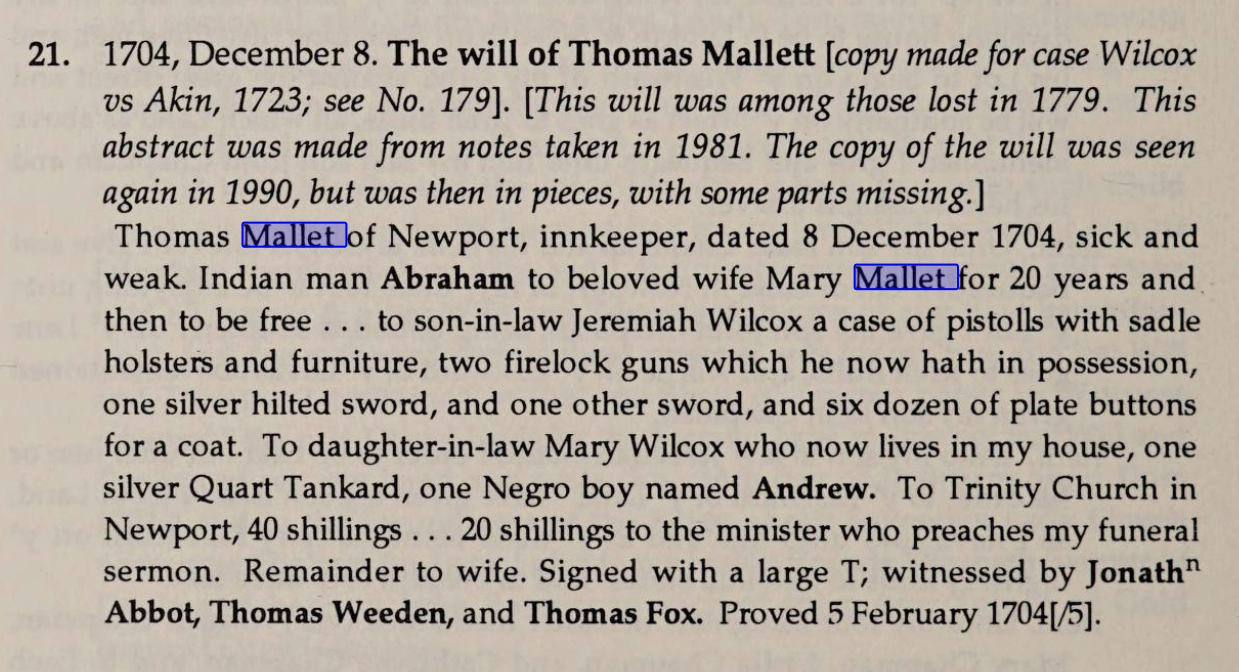 21. 1704, December 8. The will of Thomas Mallett [copy made for case Wilcox
vs Akin, 1723; see No. 179]. [This will was among those lost in 1779. This
abstract was made from notes taken in 1981. The copy of the will was seen
again in 1990, but was then in pieces, with some parts missing.]
Thomas Mallet of Newport, innkeeper, dated 8 December 1704, sick and
weak. Indian man Abraham to beloved wife Mary Mallet for 20 years and
then to be free . . . to son-in-law Jeremiah Wilcox a case of pistolls with sadle
holsters and furniture, two firelock guns which he now hath in possession,
one silver hilted sword, and one other sword, and six dozen of plate buttons
for a coat. To daughter-in-law Mary Wilcox who now lives in my house, one
silver Quart Tankard, one Negro boy named Andrew. To Trinity Church in
Newport, 40 shillings . . . 20 shillings to the minister who preaches my funeral
sermon. Remainder to wife. Signed with a large T; witnessed by Jonathⁿ
Abbot, Thomas Weeden, and Thomas Fox. Proved 5 February 1704[/5].